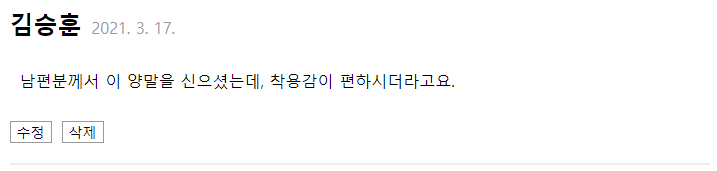 김승훈 2021. 3. 17.
남편분께서 이 양말을 신으셨는데, 착용감이 편하시더라고요.
수정 삭제